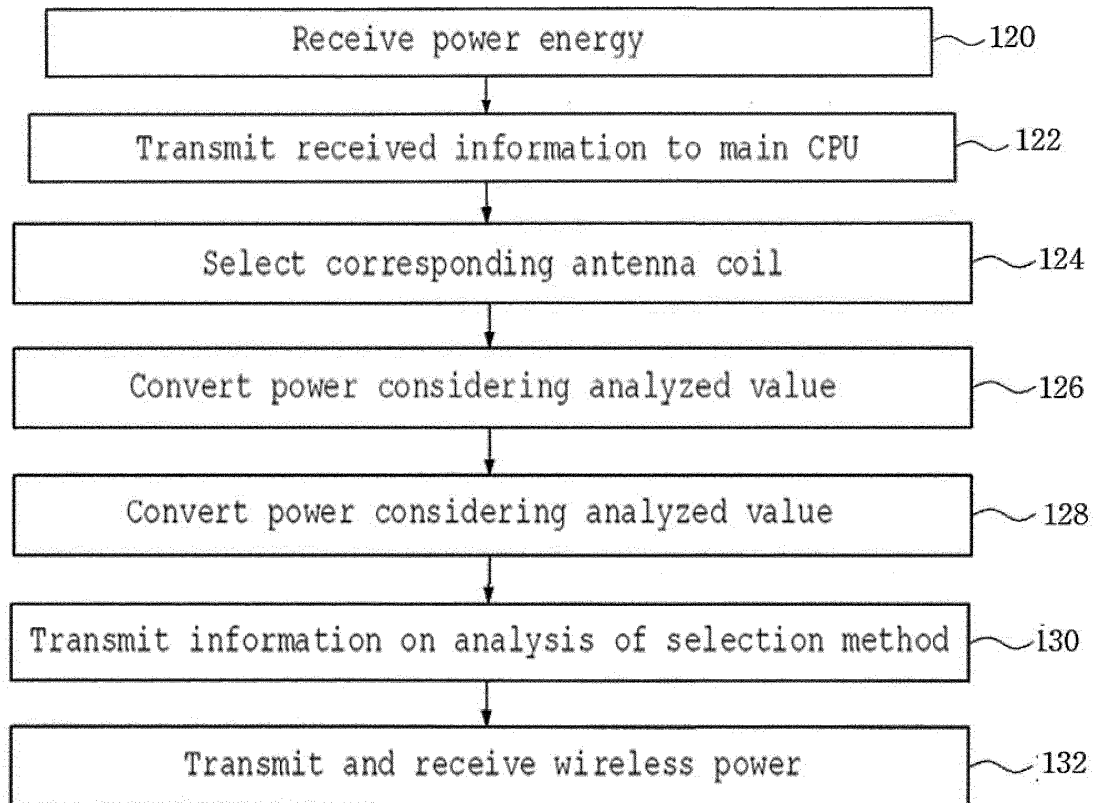 Receive power energy 120
Transmit received information to main CPU 122
Select corresponding antenna coil 124
Convert power considering analyzed value 126
Convert power considering analyzed value 128
Transmit information on analysis of selection method 130
Transmit and receive wireless power 132